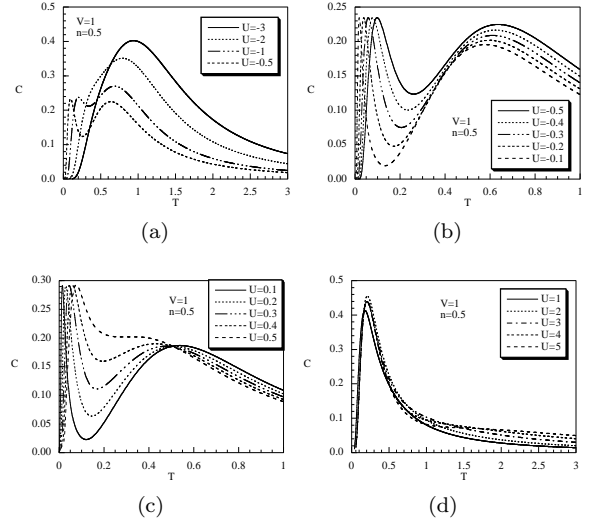 0.5
0.4
0.3
0.2
0.1
0.0
C
V=1
n=0.5
U=-3
U=-2
U=-1
U=-0.5
0 0.5 1 1.5 2 2.5 3
T
(a)
0.25
0.20
0.15
0.10
0.05
0.00
C
V=1
n=0.5
U=-0.5
U=-0.4
U=-0.3
U=-0.2
U=-0.1
0 0.2 0.4 0.6 0.8 1
T
(b)
0.30
0.25
0.20
0.15
0.10
0.05
0.00
C
V=1
n=0.5
U=0.1
U=0.2
U=0.3
U=0.4
U=0.5
0 0.2 0.4 0.6 0.8 1
T
(c)
0.5
0.4
0.3
0.2
0.1
0.0
C
V=1
n=0.5
U=1
U=2
U=3
U=4
U=5
0 0.5 1 1.5 2 2.5 3
T
(d)